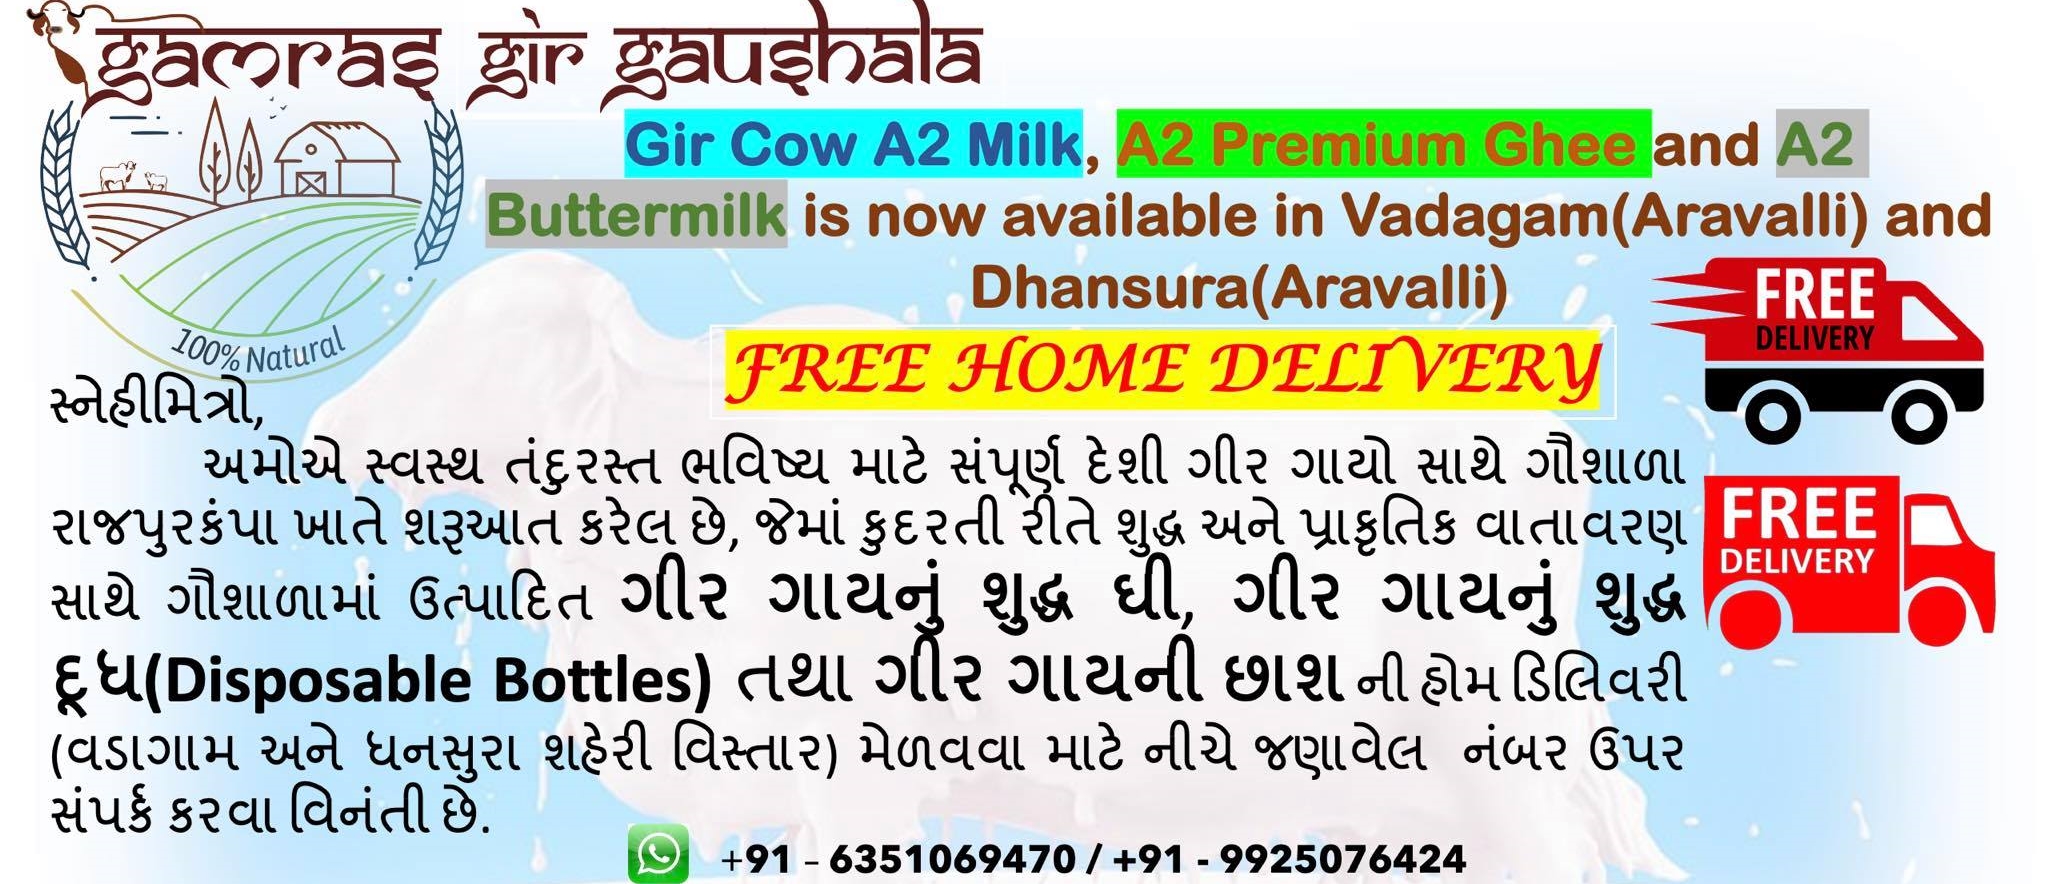 gamras gir gaushala
Gir Cow A2 Milk, A2 Premium Ghee and A2
Buttermilk is now available in Vadagam(Aravalli) and
Dhansura(Aravalli)
FREE HOME DELIVERY
FREE
DELIVERY
100% Natural
સ્નેહીમિત્રો,
અમોએ સ્વસ્થ તંદુરસ્ત ભવિષ્ય માટે સંપૂર્ણ દેશી ગીર ગાયો સાથે ગૌશાળા
રાજપુરકંપા ખાતે શરૂઆત કરેલ છે, જેમાં કુદરતી રીતે શુદ્ધ અને પ્રાકૃતિક વાતાવરણ
સાથે ગૌશાળામાં ઉત્પાદિત ગીર ગાયનું શુદ્ધ ઘી, ગીર ગાયનું શુદ્ધ
દૂધ(Disposable Bottles) તથા ગીર ગાયની છાશ ની હોમ ડિલિવરી
(વડાગામ અને ધનસુરા શહેરી વિસ્તાર) મેળવવા માટે નીચે જણાવેલ નંબર ઉપર
સંપર્ક કરવા વિનંતી છે.
FREE
DELIVERY
+91 - 6351069470 / +91 - 9925076424